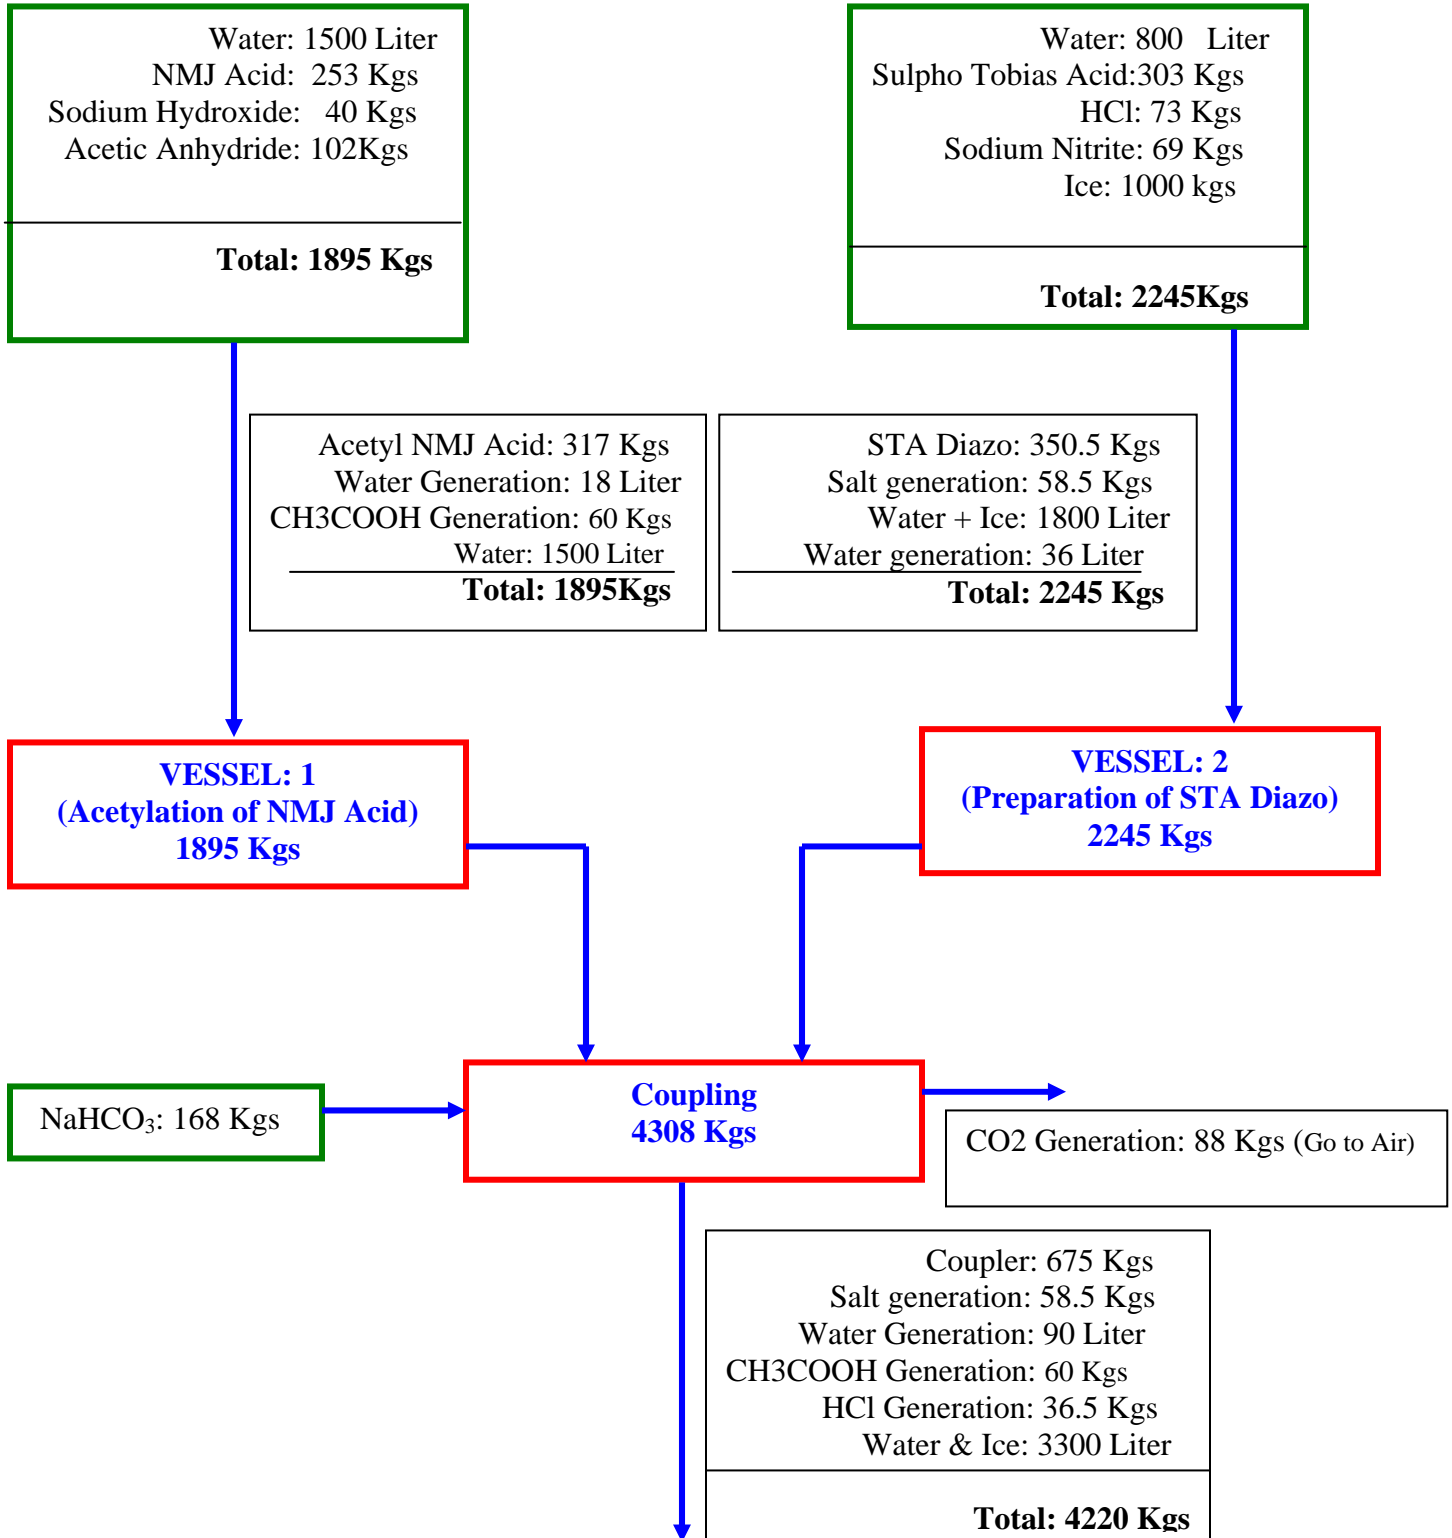 Water: 1500 Liter
NMJ Acid: 253 Kgs
Sodium Hydroxide: 40 Kgs
Acetic Anhydride: 102Kgs
Total: 1895 Kgs
Water: 800 Liter
Sulpho Tobias Acid:303 Kgs
HCl: 73 Kgs
Sodium Nitrite: 69 Kgs
Ice: 1000 kgs
Total: 2245Kgs
Acetyl NMJ Acid: 317 Kgs
Water Generation: 18 Liter
CH3COOH Generation: 60 Kgs
Water: 1500 Liter
Total: 1895Kgs
STA Diazo: 350.5 Kgs
Salt generation: 58.5 Kgs
Water + Ice: 1800 Liter
Water generation: 36 Liter
Total: 2245 Kgs
VESSEL: 1
(Acetylation of NMJ Acid)
1895 Kgs
VESSEL: 2
(Preparation of STA Diazo)
2245 Kgs
NaHCO₃: 168 Kgs
Coupling
4308 Kgs
CO2 Generation: 88 Kgs (Go to Air)
Coupler: 675 Kgs
Salt generation: 58.5 Kgs
Water Generation: 90 Liter
CH3COOH Generation: 60 Kgs
HCl Generation: 36.5 Kgs
Water & Ice: 3300 Liter
Total: 4220 Kgs